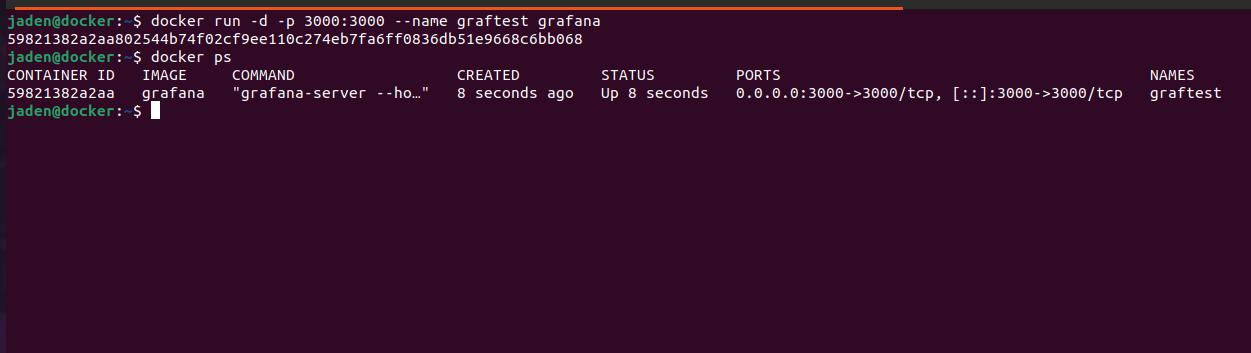 jaden@docker:~$ docker run -d -p 3000:3000 --name graftest grafana
59821382a2aa802544b74f02cf9ee110c274eb7fa6ff0836db51e9668c6bb068
jaden@docker:~$ docker ps
CONTAINER ID   IMAGE     COMMAND                  CREATED         STATUS         PORTS                                         NAMES
59821382a2aa   grafana   "grafana-server --ho…"   8 seconds ago   Up 8 seconds   0.0.0.0:3000->3000/tcp, [::]:3000->3000/tcp   graftest
jaden@docker:~$